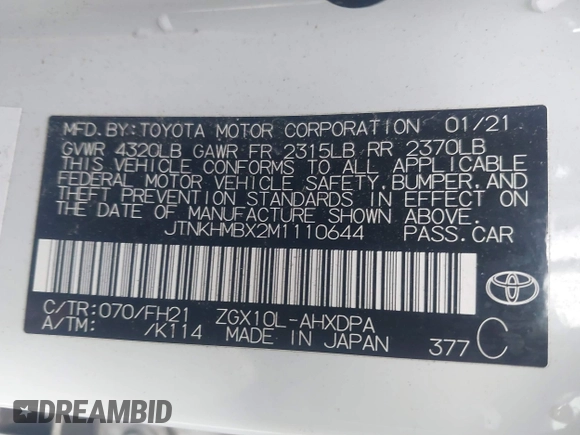 MFD. BY: TOYOTA MOTOR CORPORATION 01/21
GVWR 4320LB GAWR FR 2315LB RR 2370LB
THIS VEHICLE CONFORMS TO ALL APPLICABLE
FEDERAL MOTOR VEHICLE SAFETY, BUMPER, AND
THEFT PREVENTION STANDARDS IN EFFECT ON
THE DATE OF MANUFACTURE SHOWN ABOVE.
JTNKHMBX2M1110644 PASS.CAR
C/TR:070/FH21 ZGX10L-AHXDPA
A/TM: /K114 MADE IN JAPAN 377 C
DREAMBID